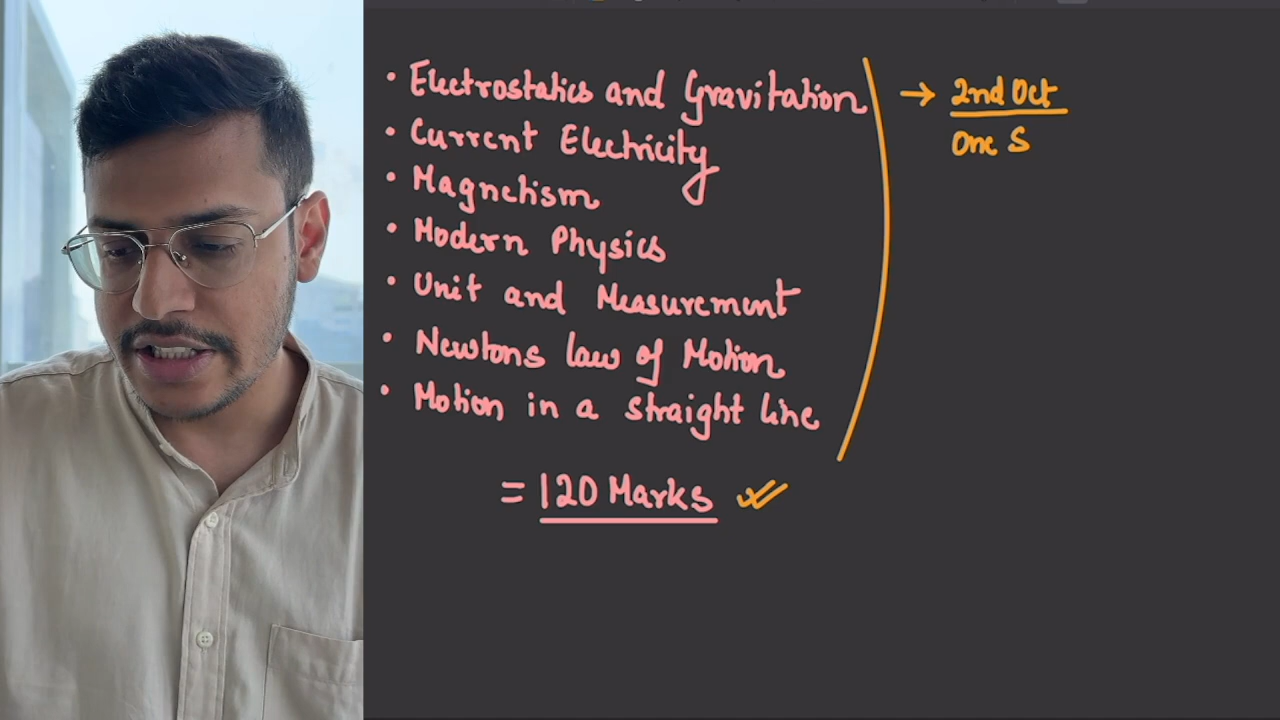 • Electrostatics and Gravitation
• Current Electricity
• Magnetism
• Modern Physics
• Unit and Measurement
• Newtons law of Motion
• Motion in a straight line
= 120 Marks
→ 2nd Oct
One S